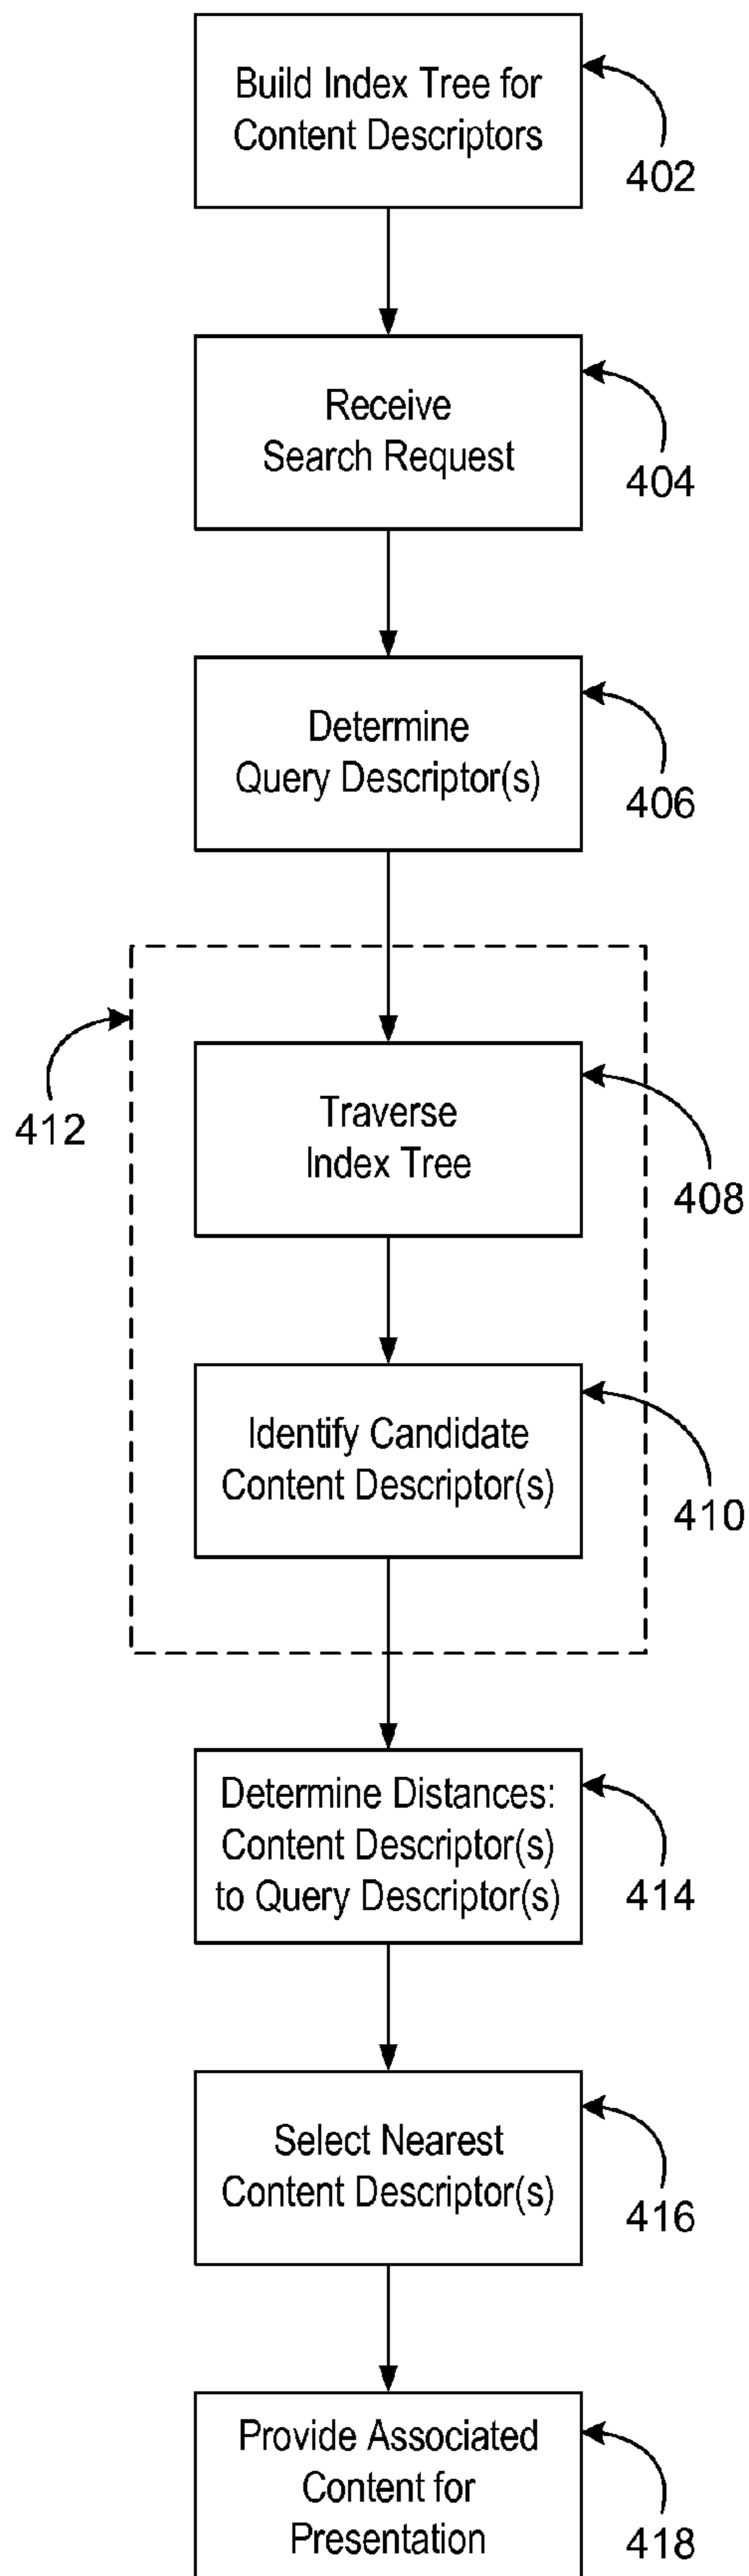 Build Index Tree for
Content Descriptors
402
Receive
Search Request
404
Determine
Query Descriptor(s)
406
412
Traverse
Index Tree
408
Identify Candidate
Content Descriptor(s)
410
Determine Distances:
Content Descriptor(s)
to Query Descriptor(s)
414
Select Nearest
Content Descriptor(s)
416
Provide Associated
Content for
Presentation
418